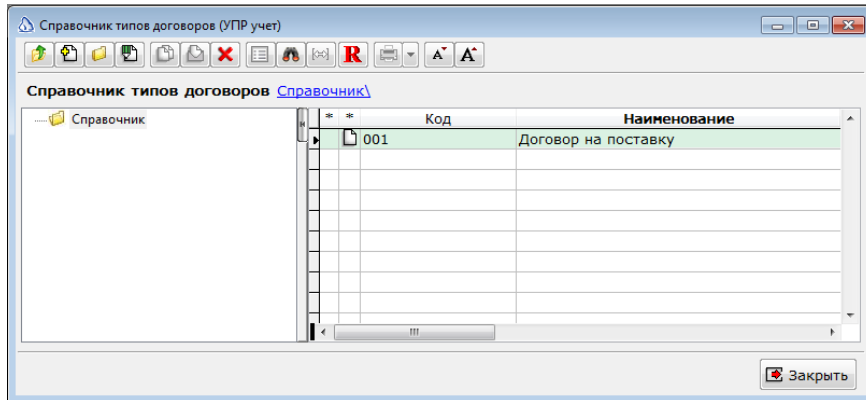 Справочник типов договоров (УПР учет)
R A A
Справочник типов договоров Справочник\
Справочник
* * Код Наименование
001 Договор на поставку
Закрыть